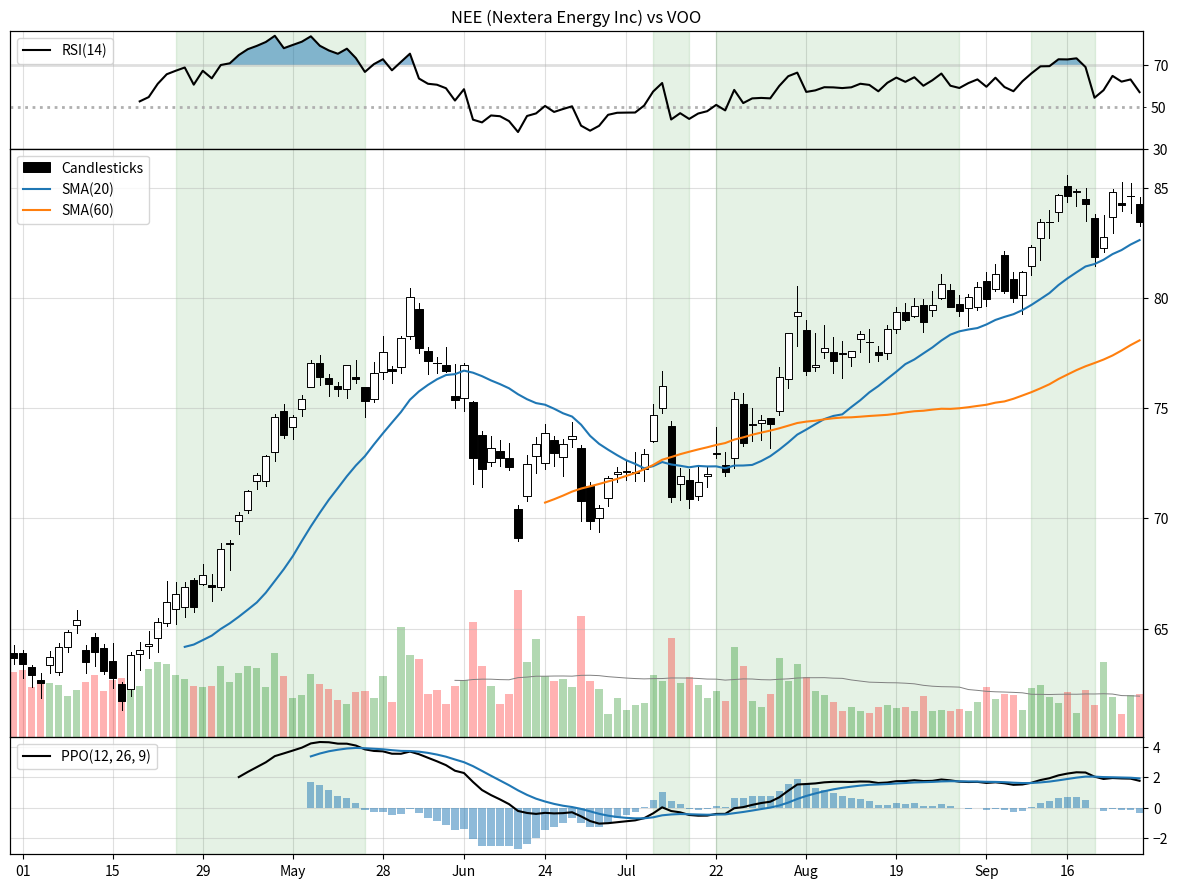 NEE (Nextera Energy Inc) vs VOO
RSI(14)
70
50
30
Candlesticks
SMA(20)
SMA(60)
85
80
75
70
65
PPO(12, 26, 9)
4
2
0
−2
01 15 29 May 28 Jun 24 Jul 22 Aug 19 Sep 16